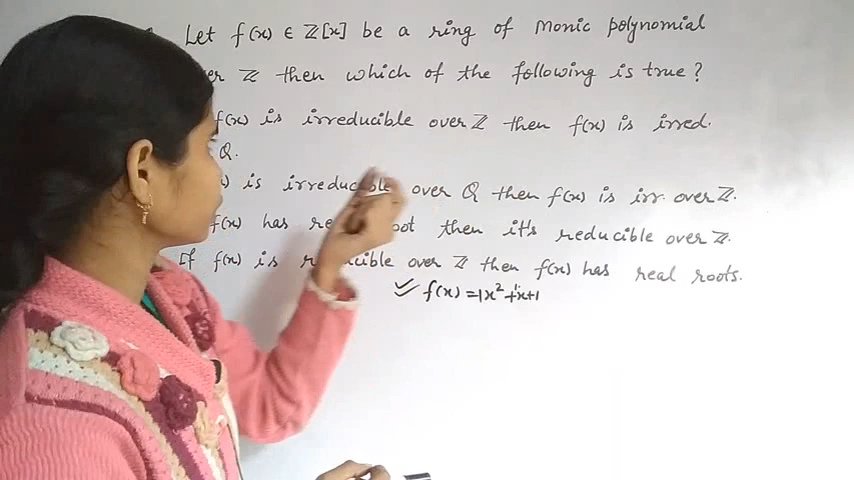 Let f(x) ∈ ℤ[x] be a ring of Monic polynomial
ℤ then which of the following is true?
f(x) is irreducible over ℤ then f(x) is irred.
Q.
is irreducible over Q then f(x) is irr. over ℤ.
f(x) has then it's reducible over ℤ.
If f(x) is over ℤ then f(x) has real roots.
f(x) = 1x² + 1x + 1